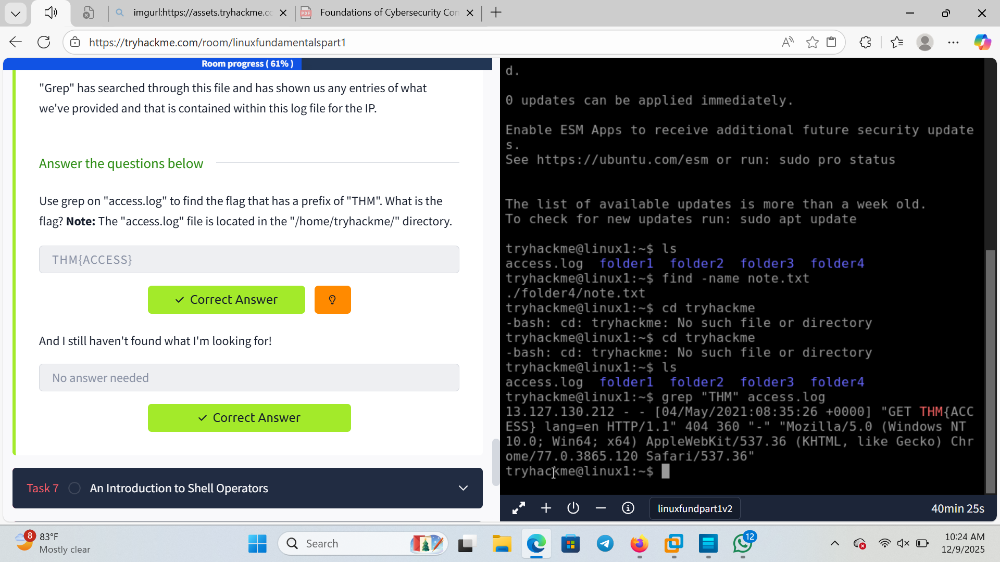 imgurl:https://assets.tryhackme.cc
Foundations of Cybersecurity Con
https://tryhackme.com/room/linuxfundamentalspart1
Room progress ( 61% )
"Grep" has searched through this file and has shown us any entries of what
we've provided and that is contained within this log file for the IP.
Answer the questions below
Use grep on "access.log" to find the flag that has a prefix of "THM". What is the
flag? Note: The "access.log" file is located in the "/home/tryhackme/" directory.
THM{ACCESS}
Correct Answer
And I still haven't found what I'm looking for!
No answer needed
Correct Answer
Task 7
An Introduction to Shell Operators
d.
0 updates can be applied immediately.
Enable ESM Apps to receive additional future security update
s.
See https://ubuntu.com/esm or run: sudo pro status
The list of available updates is more than a week old.
To check for new updates run: sudo apt update
tryhackme@linux1:~$ ls
access.log folder1 folder2 folder3 folder4
tryhackme@linux1:~$ find -name note.txt
./folder4/note.txt
tryhackme@linux1:~$ cd tryhackme
-bash: cd: tryhackme: No such file or directory
tryhackme@linux1:~$ cd tryhackme
-bash: cd: tryhackme: No such file or directory
tryhackme@linux1:~$ ls
access.log folder1 folder2 folder3 folder4
tryhackme@linux1:~$ grep "THM" access.log
13.127.130.212 - - [04/May/2021:08:35:26 +0000] "GET THM{ACC
ESS} lang=en HTTP/1.1" 404 360 "-" "Mozilla/5.0 (Windows NT
10.0; Win64; x64) AppleWebKit/537.36 (KHTML, like Gecko) Chr
ome/77.0.3865.120 Safari/537.36"
tryhackme@linux1:~$
linuxfundpart1v2
40min 25s
8
83°F
Mostly clear
Search
12
10:24 AM
12/9/2025